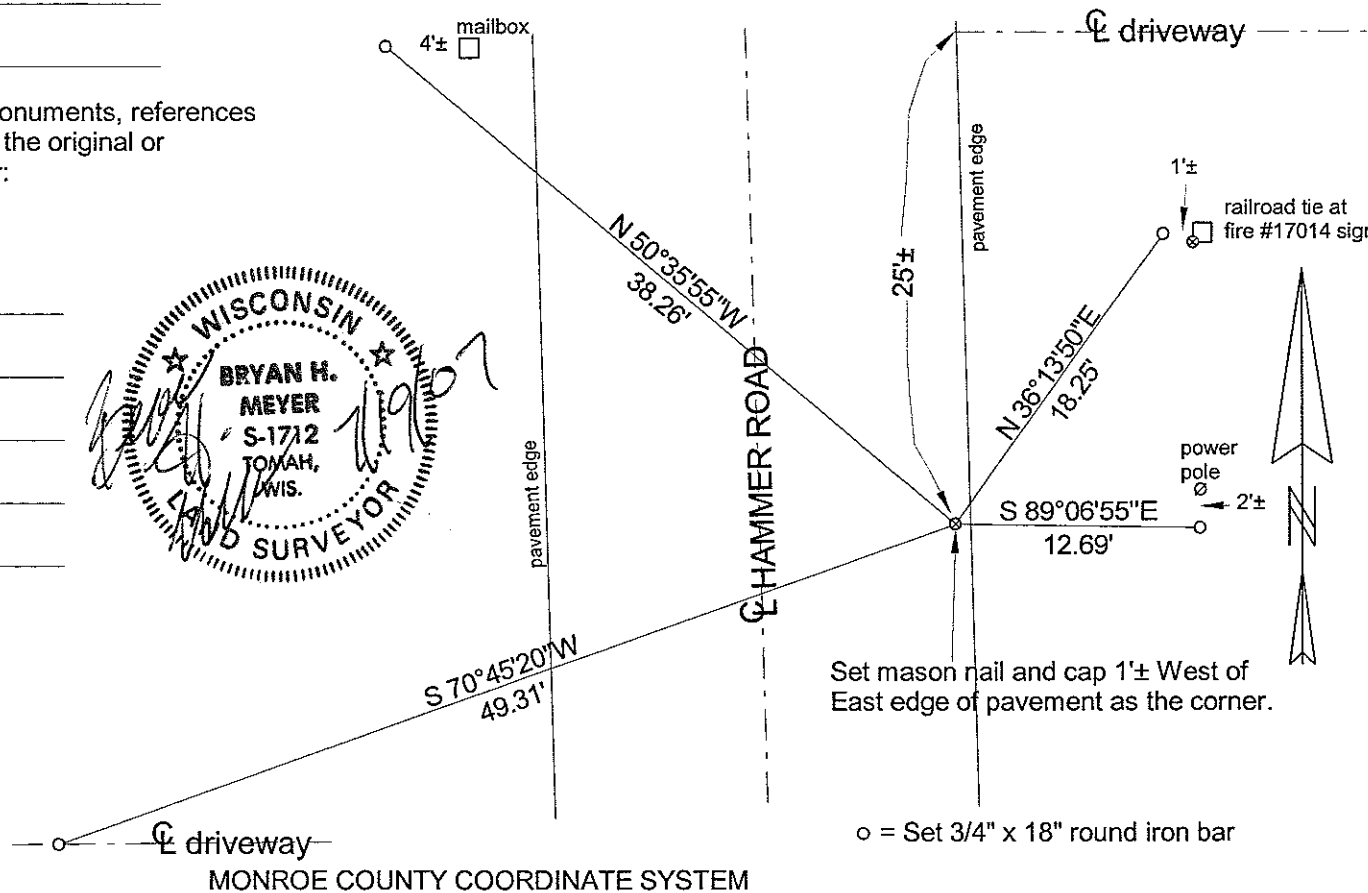 mailbox
4'±
℄ driveway
onuments, references
the original or
r:
pavement edge
1'±
railroad tie at
fire #17014 sign
25'±
N 50°35'55"W
38.26'
N 36°13'50"E
18.25'
WISCONSIN
BRYAN H.
MEYER
S-1712
TOMAH,
WIS.
LAND SURVEYOR
℄ HAMMER ROAD
pavement edge
power
pole
2'±
S 89°06'55"E
12.69'
N
S 70°45'20"W
49.31'
Set mason nail and cap 1'± West of
East edge of pavement as the corner.
℄ driveway
o = Set 3/4" x 18" round iron bar
MONROE COUNTY COORDINATE SYSTEM